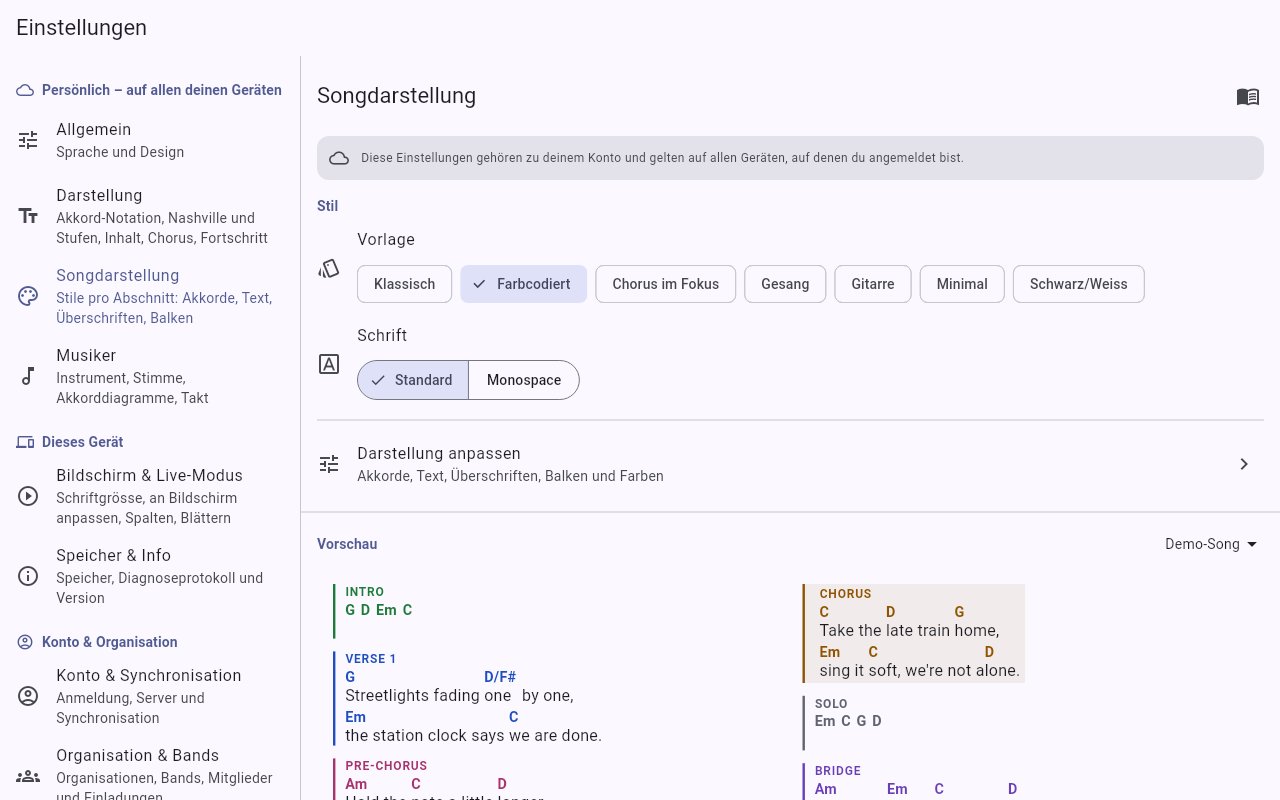 Einstellungen
Persönlich – auf allen deinen Geräten
Allgemein
Sprache und Design
Darstellung
Akkord-Notation, Nashville und
Stufen, Inhalt, Chorus, Fortschritt
Songdarstellung
Stile pro Abschnitt: Akkorde, Text,
Überschriften, Balken
Musiker
Instrument, Stimme,
Akkorddiagramme, Takt
Dieses Gerät
Bildschirm & Live-Modus
Schriftgrösse, an Bildschirm
anpassen, Spalten, Blättern
Speicher & Info
Speicher, Diagnoseprotokoll und
Version
Konto & Organisation
Konto & Synchronisation
Anmeldung, Server und
Synchronisation
Organisation & Bands
Organisationen, Bands, Mitglieder
und Einladungen
Songdarstellung
Diese Einstellungen gehören zu deinem Konto und gelten auf allen Geräten, auf denen du angemeldet bist.
Stil
Vorlage
Klassisch Farbcodiert Chorus im Fokus Gesang Gitarre Minimal Schwarz/Weiss
Schrift
Standard Monospace
Darstellung anpassen
Akkorde, Text, Überschriften, Balken und Farben
Vorschau
Demo-Song
INTRO
G D Em C
VERSE 1
G D/F#
Streetlights fading one by one,
Em C
the station clock says we are done.
PRE-CHORUS
Am C D
Hold the note a little longer
CHORUS
C D G
Take the late train home,
Em C D
sing it soft, we're not alone.
SOLO
Em C G D
BRIDGE
Am Em C D